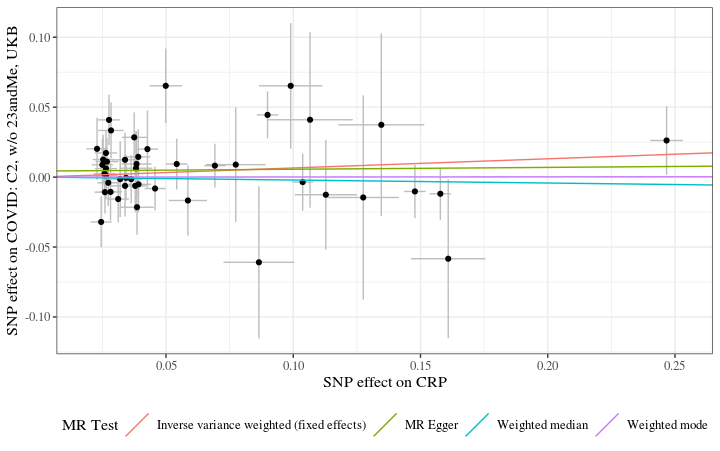 SNP effect on COVID: C2, w/o 23andMe, UKB
0.10
0.05
0.00
-0.05
-0.10
0.05 0.10 0.15 0.20 0.25
SNP effect on CRP
MR Test Inverse variance weighted (fixed effects) MR Egger Weighted median Weighted mode